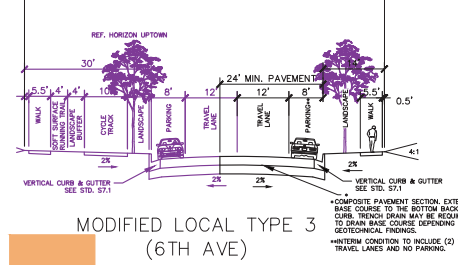 REF. HORIZON UPTOWN
30'
24' MIN. PAVEMENT
5.5' 4' 4' 8' 12' 12' 8' 5.5'
0.5'
WALK
SOFT SURFACE
RUNNING TRAIL
LANDSCAPE
BUFFER
CYCLE
TRACK
LANDSCAPE
PARKING
TRAVEL
LANE
TRAVEL
LANE
PARKING**
LANDSCAPE
WALK
4:1
2% 2% 2% 2%
VERTICAL CURB & GUTTER
SEE STD. S7.1
VERTICAL CURB & GUTTER
SEE STD. S7.1
*
MODIFIED LOCAL TYPE 3
(6TH AVE)
*COMPOSITE PAVEMENT SECTION. EXTE
BASE COURSE TO THE BOTTOM BACK
CURB. TRENCH DRAIN MAY BE REQUI
TO DRAIN BASE COURSE DEPENDING
GEOTECHNICAL FINDINGS.
**INTERIM CONDITION TO INCLUDE (2)
TRAVEL LANES AND NO PARKING.